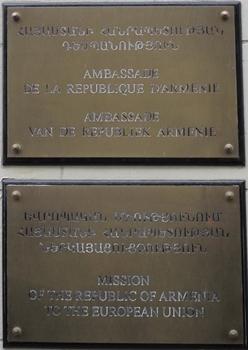 ՀԱՅԱՍՏԱՆԻ ՀԱՆՐԱՊԵՏՈՒԹՅԱՆ
ԴԵՍՊԱՆՈՒԹՅՈՒՆ
AMBASSADE
DE LA REPUBLIQUE D'ARMENIE
AMBASSADE
VAN DE REPUBLIEK ARMENIE
ԵՎՐՈՊԱԿԱՆ ՄԻՈՒԹՅՈՒՆՈՒՄ
ՀԱՅԱՍՏԱՆԻ ՀԱՆՐԱՊԵՏՈՒԹՅԱՆ
ՆԵՐԿԱՅԱՑՈՒՑՉՈՒԹՅՈՒՆ
MISSION
OF THE REPUBLIC OF ARMENIA
TO THE EUROPEAN UNION